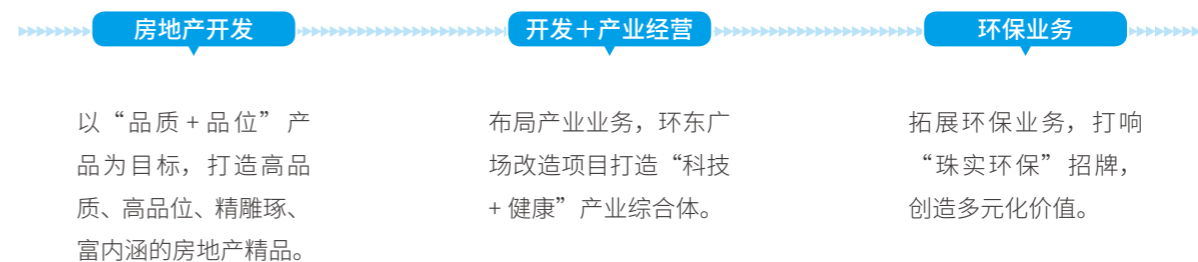 房地产开发
以“品质+品位”产
品为目标，打造高品
质、高品位、精雕琢、
富内涵的房地产精品。
开发＋产业经营
布局产业业务，环东广
场改造项目打造“科技
+健康”产业综合体。
环保业务
拓展环保业务，打响
“珠实环保”招牌，
创造多元化价值。